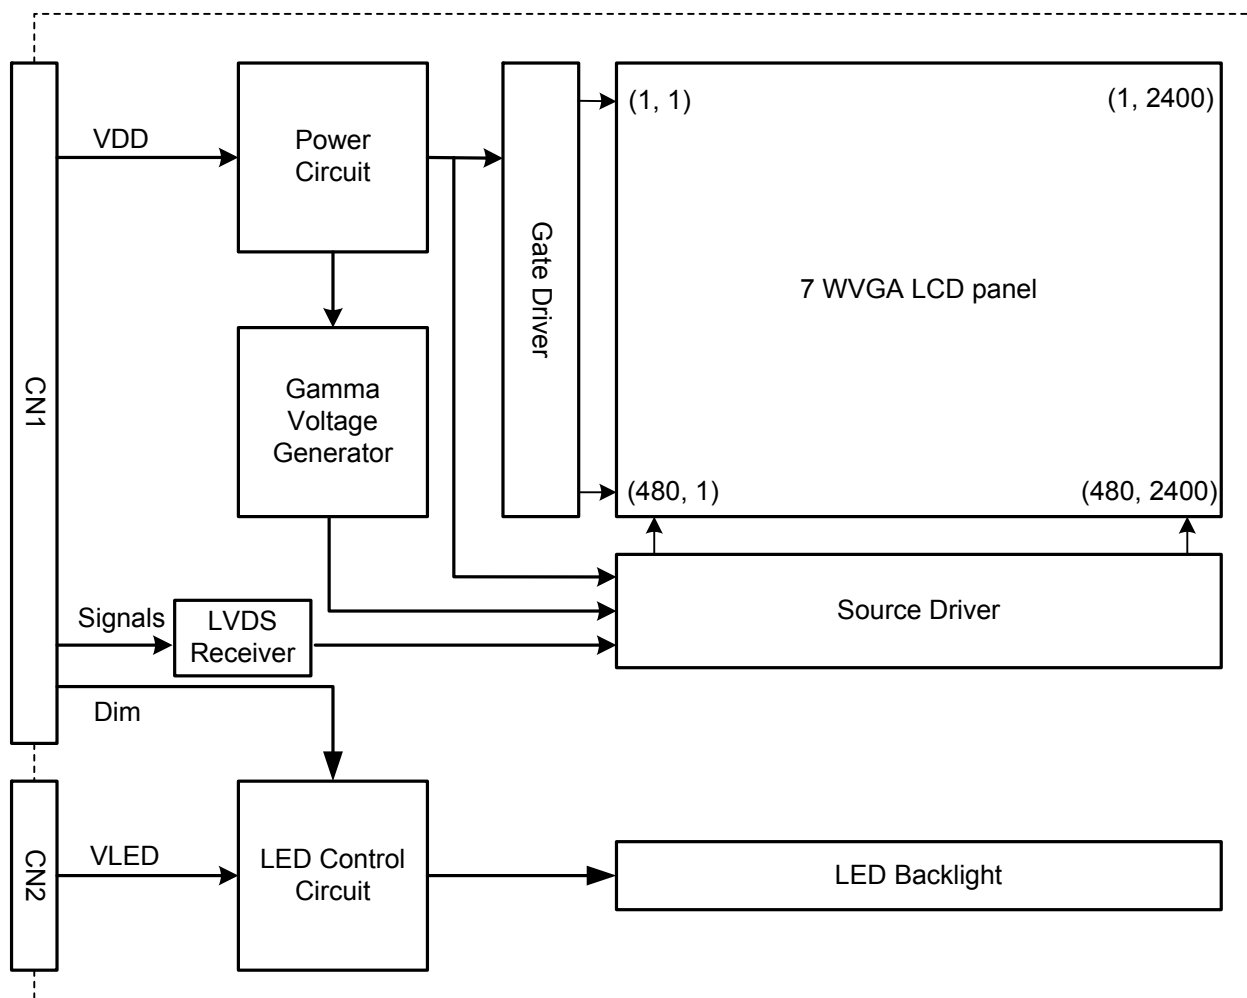 (1, 1)
(1, 2400)
VDD
Power
Circuit
Gate Driver
7 WVGA LCD panel
CN1
Gamma
Voltage
Generator
(480, 1)
(480, 2400)
Signals
LVDS
Receiver
Source Driver
Dim
CN2
VLED
LED Control
Circuit
LED Backlight